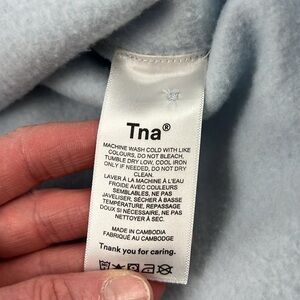 Tna®
MACHINE WASH COLD WITH LIKE
COLOURS, DO NOT BLEACH,
TUMBLE DRY LOW, COOL IRON
ONLY IF NEEDED, DO NOT DRY
CLEAN.
LAVER À LA MACHINE À L'EAU
FROIDE AVEC COULEURS
SEMBLABLES, NE PAS
JAVELISER, SÉCHER À BASSE
TEMPÉRATURE, REPASSAGE
DOUX SI NÉCESSAIRE, NE PAS
NETTOYER À SEC.
MADE IN CAMBODIA
FABRIQUÉ AU CAMBODGE
Thank you for caring.